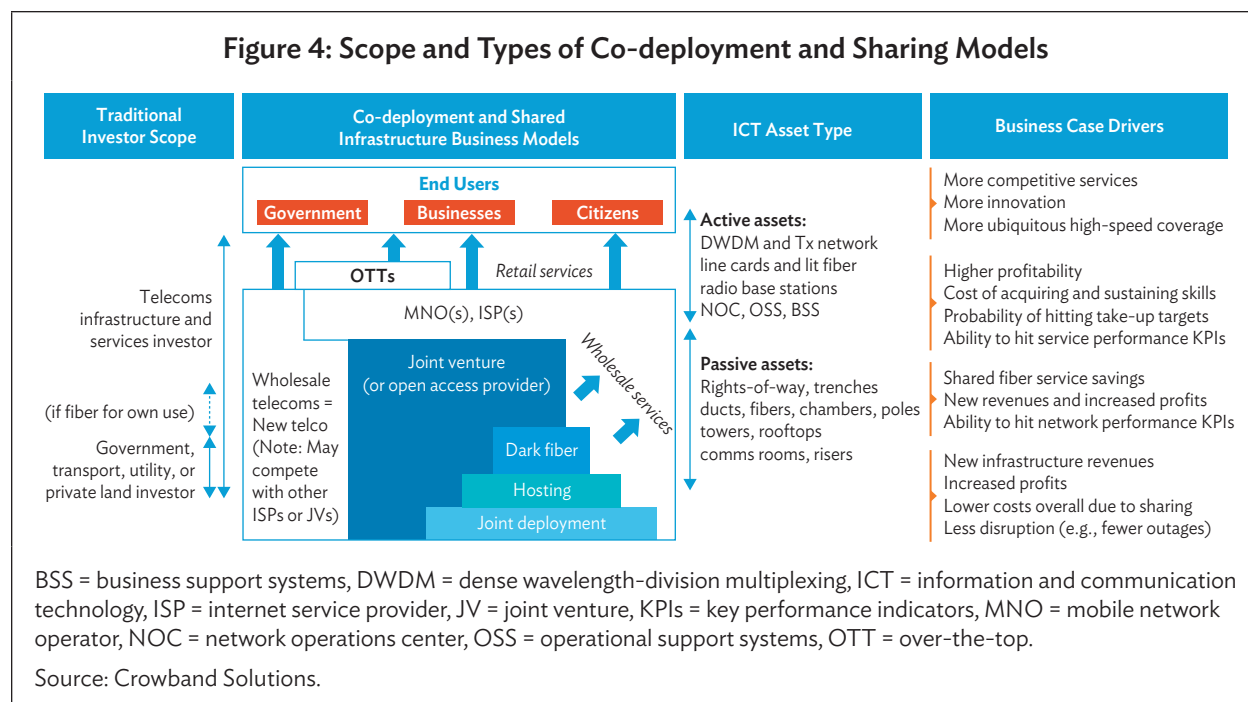 Figure 4: Scope and Types of Co-deployment and Sharing Models
Traditional
Investor Scope
Co-deployment and Shared
Infrastructure Business Models
ICT Asset Type
Business Case Drivers
Telecoms
infrastructure and
services investor
(if fiber for own use)
Government,
transport, utility, or
private land investor
End Users
Government
Businesses
Citizens
OTTs
Retail services
MNO(s), ISP(s)
Joint venture
(or open access provider)
Wholesale services
Wholesale
telecoms =
New telco
(Note: May
compete
with other
ISPs or JVs)
Dark fiber
Hosting
Joint deployment
Active assets:
DWDM and Tx network
line cards and lit fiber
radio base stations
NOC, OSS, BSS
Passive assets:
Rights-of-way, trenches
ducts, fibers, chambers, poles
towers, rooftops
comms rooms, risers
More competitive services
More innovation
More ubiquitous high-speed coverage
Higher profitability
Cost of acquiring and sustaining skills
Probability of hitting take-up targets
Ability to hit service performance KPIs
Shared fiber service savings
New revenues and increased profits
Ability to hit network performance KPIs
New infrastructure revenues
Increased profits
Lower costs overall due to sharing
Less disruption (e.g., fewer outages)
BSS = business support systems, DWDM = dense wavelength-division multiplexing, ICT = information and communication
technology, ISP = internet service provider, JV = joint venture, KPIs = key performance indicators, MNO = mobile network
operator, NOC = network operations center, OSS = operational support systems, OTT = over-the-top.
Source: Crowband Solutions.